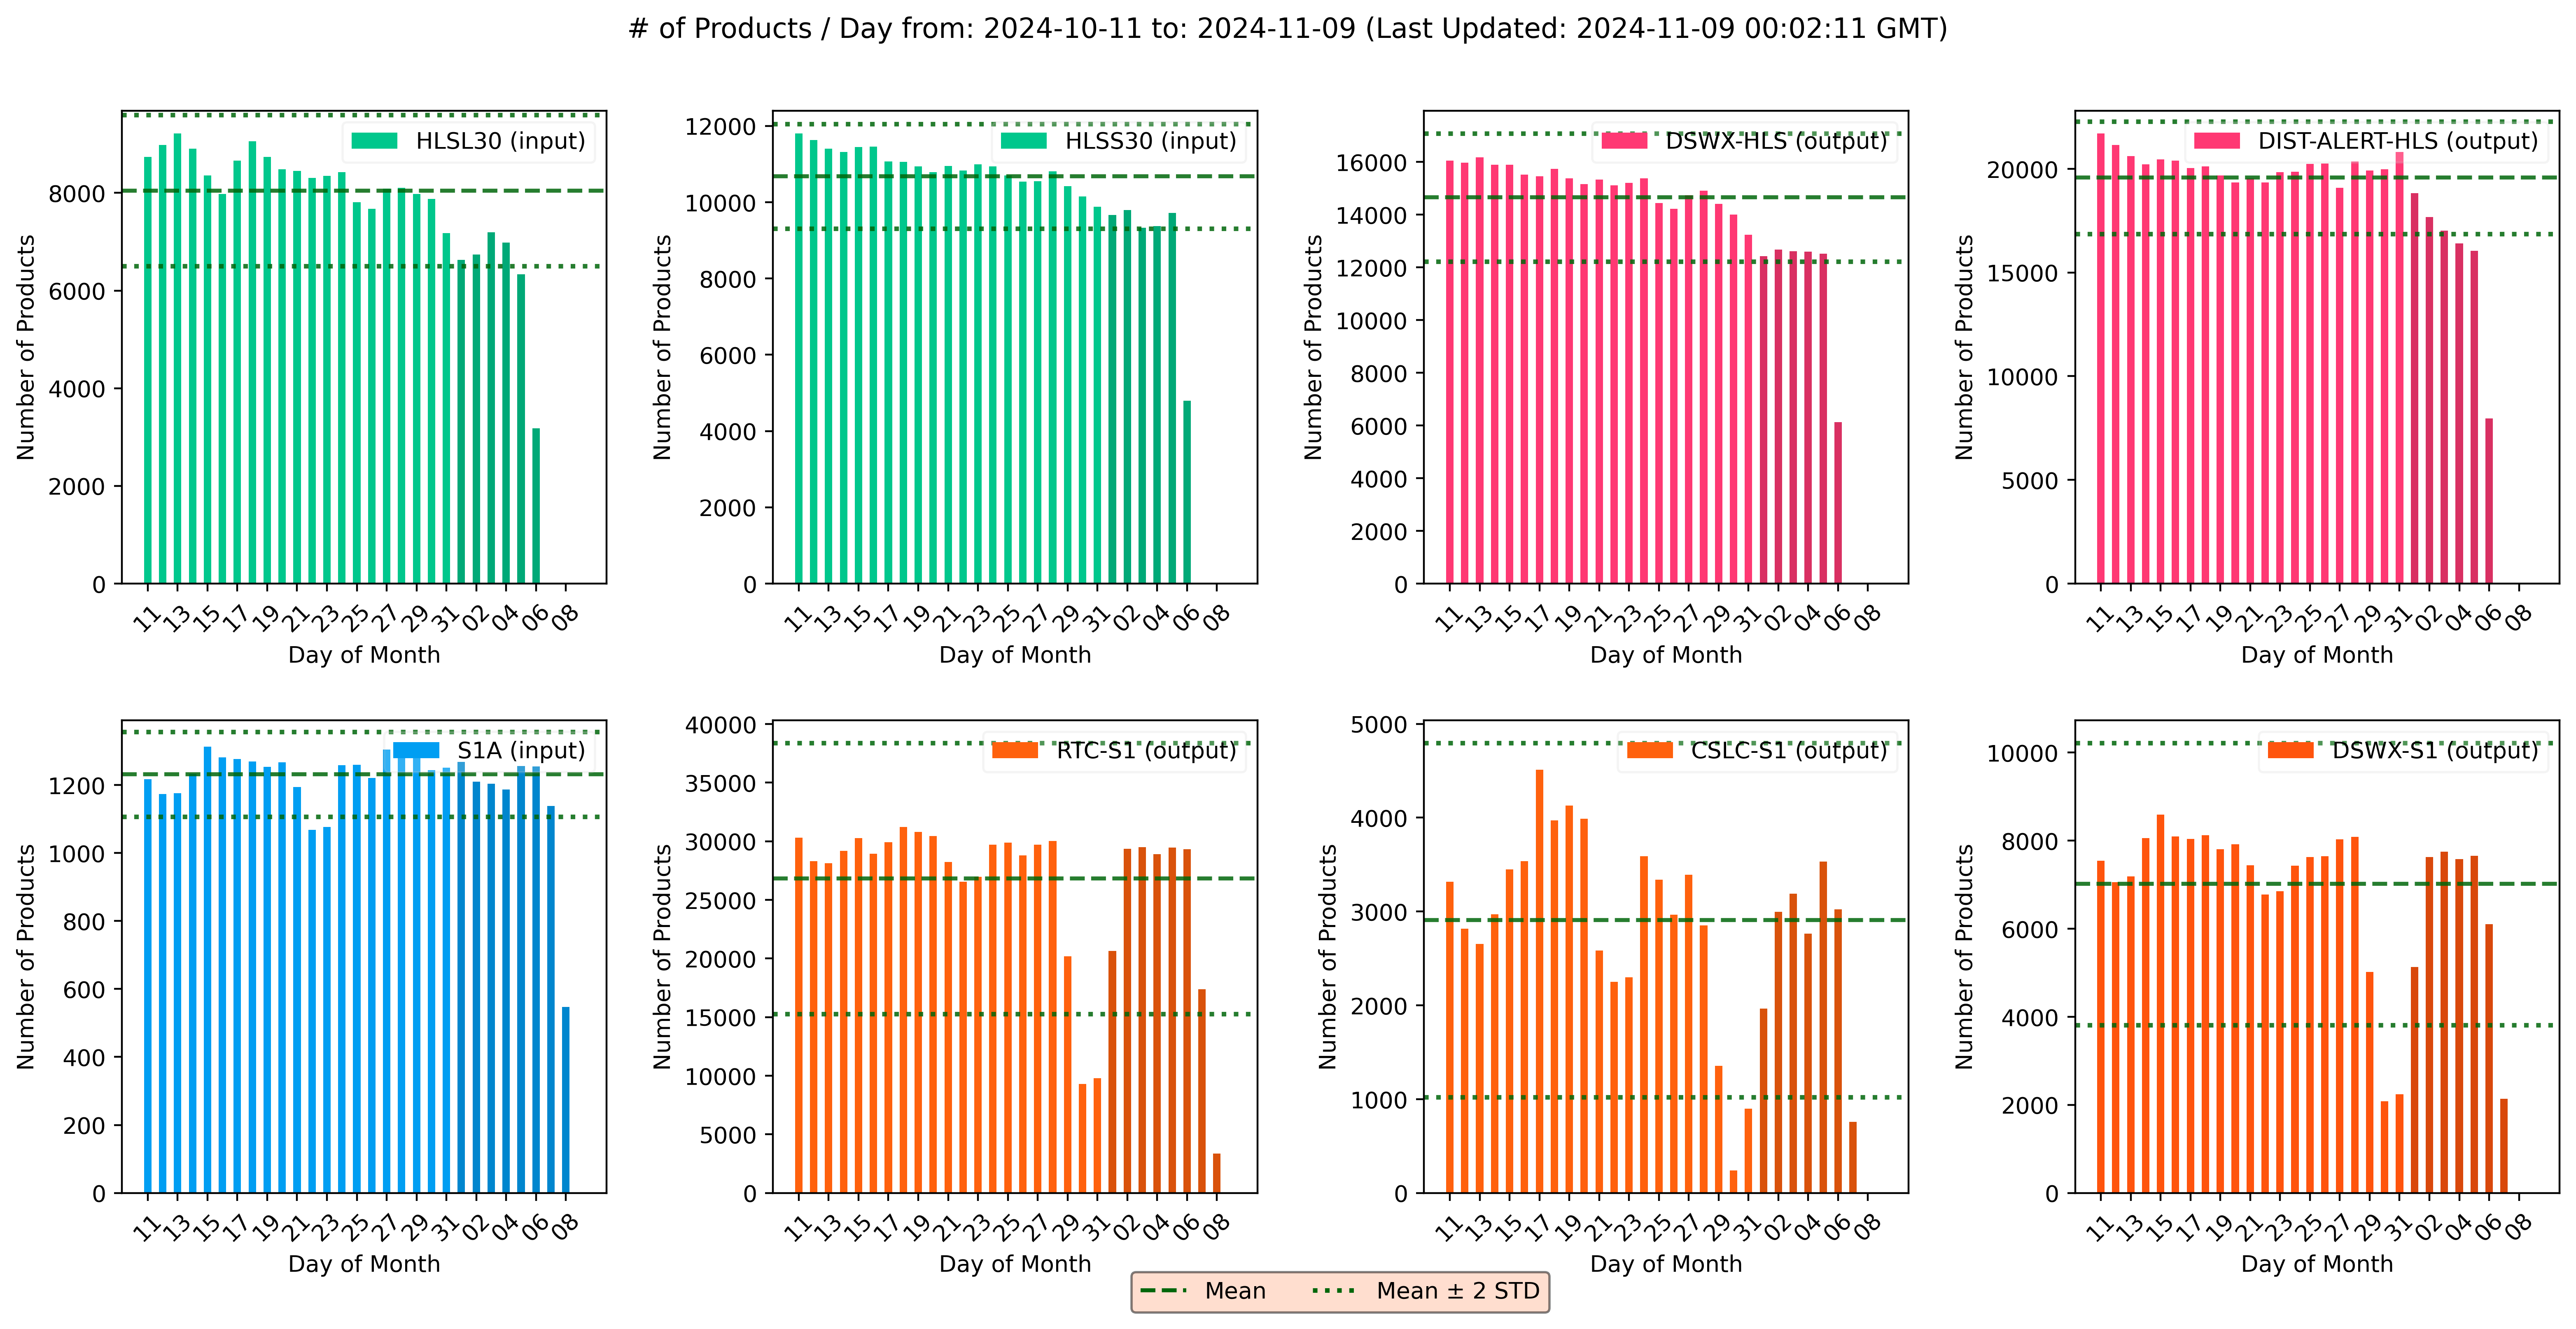 # of Products / Day from: 2024-10-11 to: 2024-11-09 (Last Updated: 2024-11-09 00:02:11 GMT)
HLSL30 (input)
Number of Products
8000
6000
4000
2000
0
11 13 15 17 19 21 23 25 27 29 31 02 04 06 08
Day of Month
HLSS30 (input)
Number of Products
12000
10000
8000
6000
4000
2000
0
11 13 15 17 19 21 23 25 27 29 31 02 04 06 08
Day of Month
DSWX-HLS (output)
Number of Products
16000
14000
12000
10000
8000
6000
4000
2000
0
11 13 15 17 19 21 23 25 27 29 31 02 04 06 08
Day of Month
DIST-ALERT-HLS (output)
Number of Products
20000
15000
10000
5000
0
11 13 15 17 19 21 23 25 27 29 31 02 04 06 08
Day of Month
S1A (input)
Number of Products
1200
1000
800
600
400
200
0
11 13 15 17 19 21 23 25 27 29 31 02 04 06 08
Day of Month
RTC-S1 (output)
Number of Products
40000
35000
30000
25000
20000
15000
10000
5000
0
11 13 15 17 19 21 23 25 27 29 31 02 04 06 08
Day of Month
CSLC-S1 (output)
Number of Products
5000
4000
3000
2000
1000
0
11 13 15 17 19 21 23 25 27 29 31 02 04 06 08
Day of Month
DSWX-S1 (output)
Number of Products
10000
8000
6000
4000
2000
0
11 13 15 17 19 21 23 25 27 29 31 02 04 06 08
Day of Month
Mean
Mean ± 2 STD